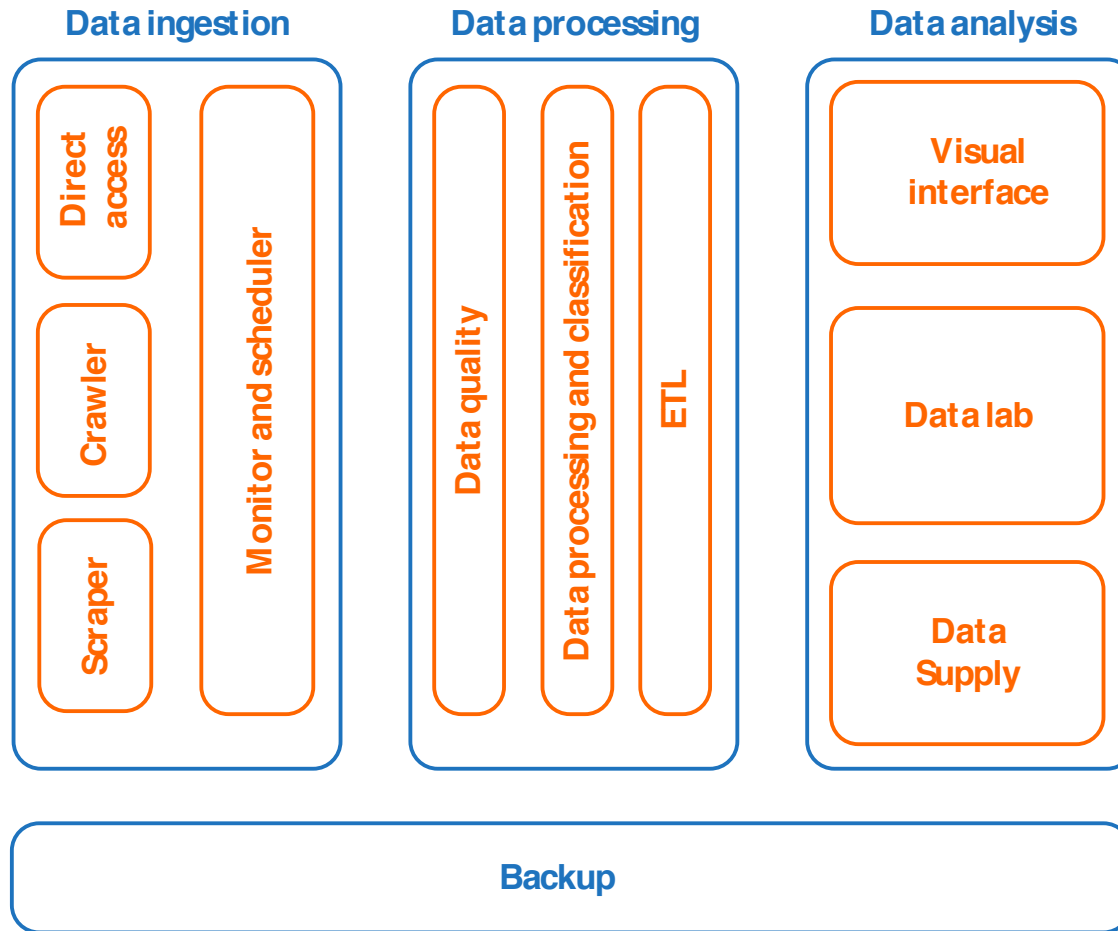 Data ingestion
Data processing
Data analysis
Direct
access
Crawler
Scraper
Monitor and scheduler
Data quality
Data processing and classification
ETL
Visual
interface
Data lab
Data
Supply
Backup